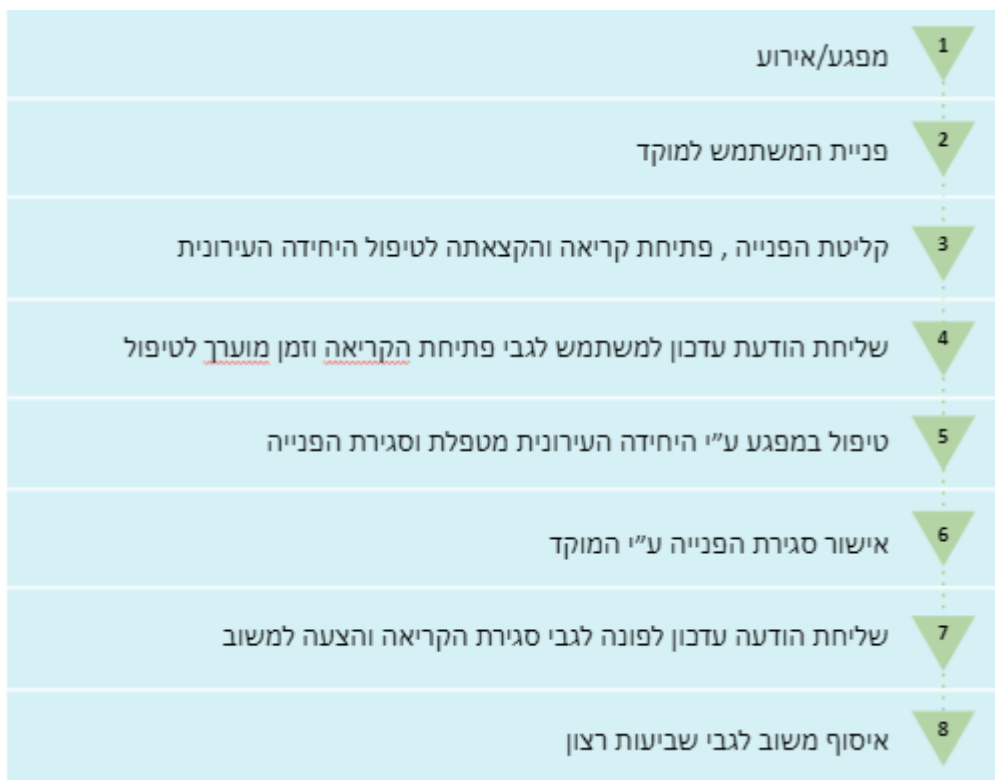 1 מפגע/אירוע
2 פניית המשתמש למוקד
3 קליטת הפנייה , פתיחת קריאה והקצאתה לטיפול היחידה העירונית
4 שליחת הודעת עדכון למשתמש לגבי פתיחת הקריאה וזמן מוערך לטיפול
5 טיפול במפגע ע״י היחידה העירונית מטפלת וסגירת הפנייה
6 אישור סגירת הפנייה ע״י המוקד
7 שליחת הודעה עדכון לפונה לגבי סגירת הקריאה והצעה למשוב
8 איסוף משוב לגבי שביעות רצון